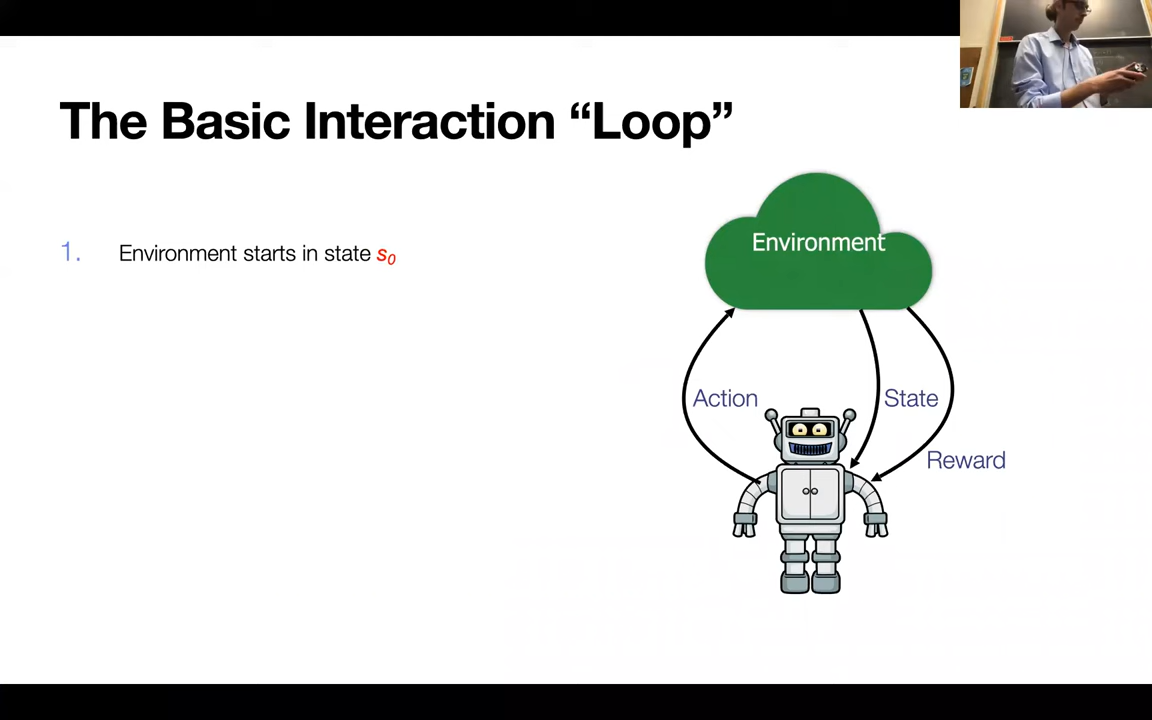 The Basic Interaction “Loop”
1. Environment starts in state s₀
Environment
Action
State
Reward